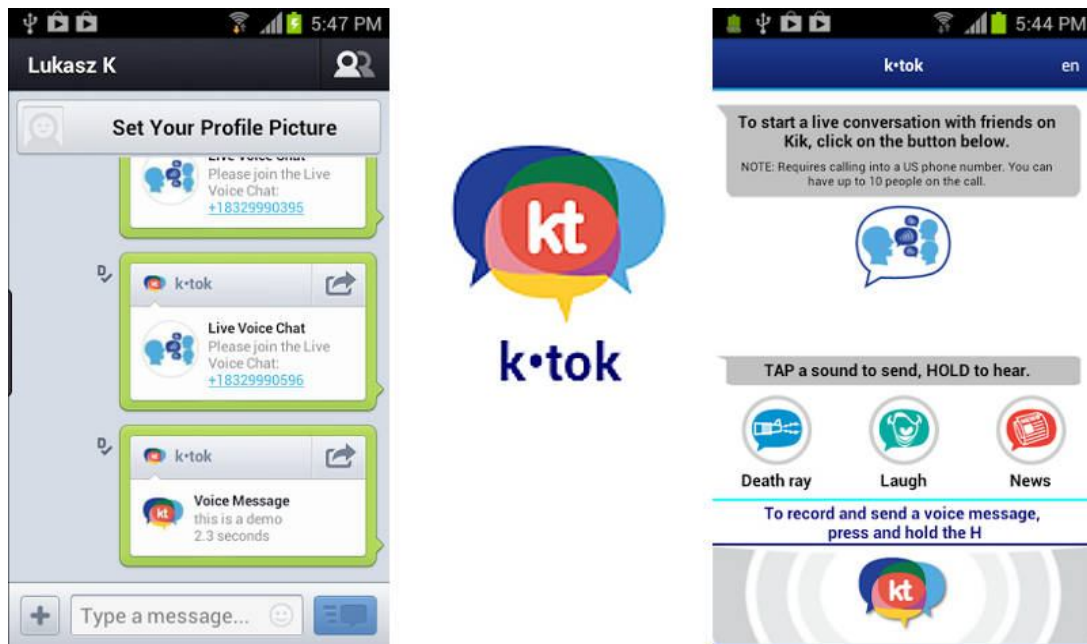 5:47 PM
Lukasz K
Set Your Profile Picture
Live Voice Chat
Please join the Live
Voice Chat:
+18329990395
D
k•tok
Live Voice Chat
Please join the Live
Voice Chat:
+18329990596
D
k•tok
kt
Voice Message
this is a demo
2.3 seconds
Type a message...
kt
k•tok
5:44 PM
k•tok en
To start a live conversation with friends on
Kik, click on the button below.
NOTE: Requires calling into a US phone number. You can
have up to 10 people on the call.
TAP a sound to send, HOLD to hear.
NEWS
Death ray Laugh News
To record and send a voice message,
press and hold the H
kt